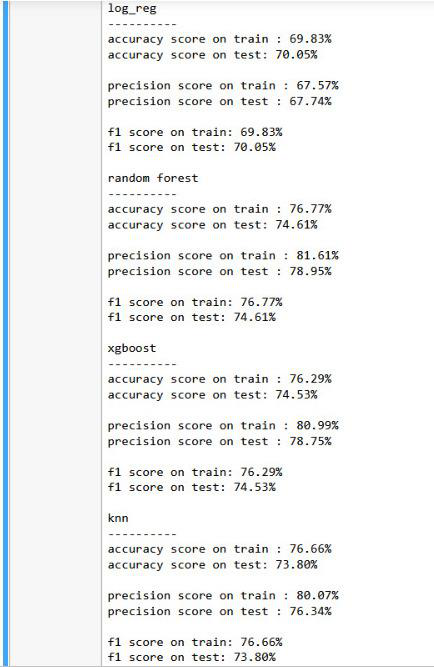 log_reg
----------
accuracy score on train : 69.83%
accuracy score on test: 70.05%
precision score on train : 67.57%
precision score on test : 67.74%
f1 score on train: 69.83%
f1 score on test: 70.05%
random forest
----------
accuracy score on train : 76.77%
accuracy score on test: 74.61%
precision score on train : 81.61%
precision score on test : 78.95%
f1 score on train: 76.77%
f1 score on test: 74.61%
xgboost
----------
accuracy score on train : 76.29%
accuracy score on test: 74.53%
precision score on train : 80.99%
precision score on test : 78.75%
f1 score on train: 76.29%
f1 score on test: 74.53%
knn
----------
accuracy score on train : 76.66%
accuracy score on test: 73.80%
precision score on train : 80.07%
precision score on test : 76.34%
f1 score on train: 76.66%
f1 score on test: 73.80%